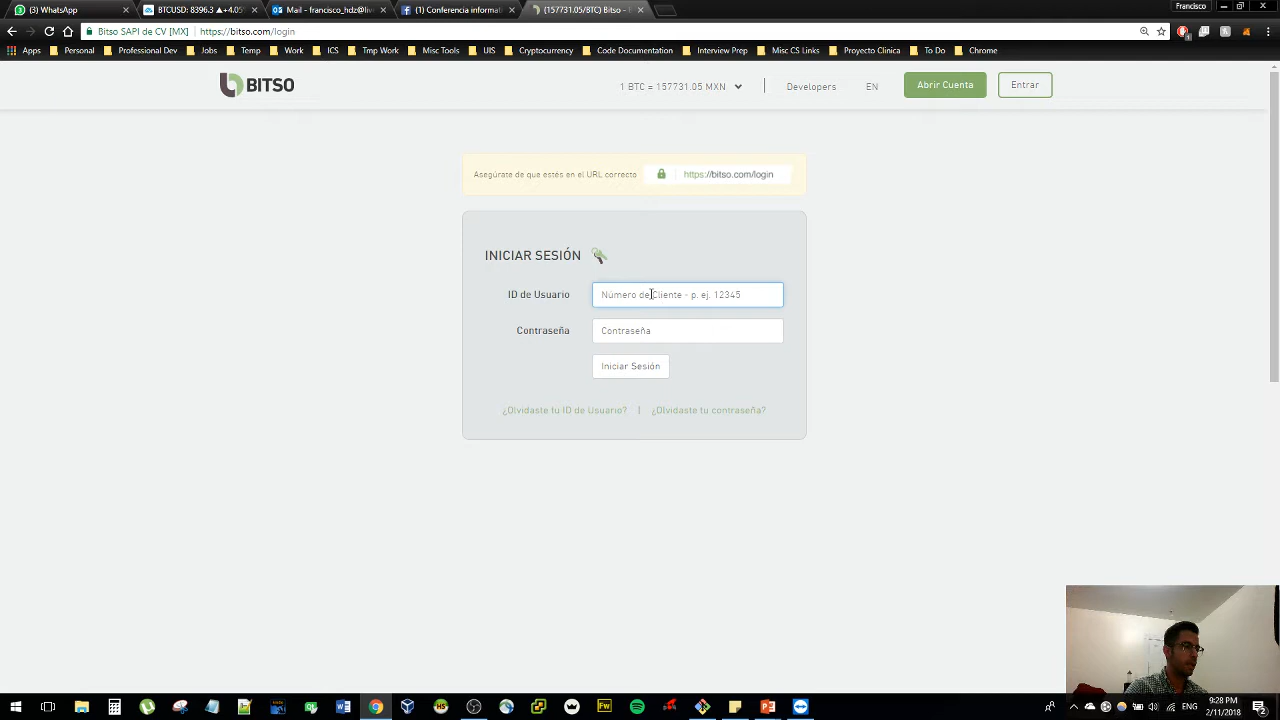 (3) WhatsApp
BTCUSD: 8396.3 ▲+4.05%
Mail - francisco_hdz@live
(1) Conferencia informati
(157731.05/BTC) Bitso - F
Francisco
Bitso SAPI de CV [MX]
https://bitso.com/login
Apps
Personal
Professional Dev
Jobs
Temp
Work
ICS
Tmp Work
Misc Tools
UIS
Cryptocurrency
Code Documentation
Interview Prep
Misc CS Links
Proyecto Clinica
To Do
Chrome
BITSO
1 BTC = 157731.05 MXN
Developers
EN
Abrir Cuenta
Entrar
Asegúrate de que estés en el URL correcto
https://bitso.com/login
INICIAR SESIÓN
ID de Usuario
Número de Cliente - p. ej. 12345
Contraseña
Contraseña
Iniciar Sesión
¿Olvidaste tu ID de Usuario?
|
¿Olvidaste tu contraseña?
9:28 PM
2/11/2018